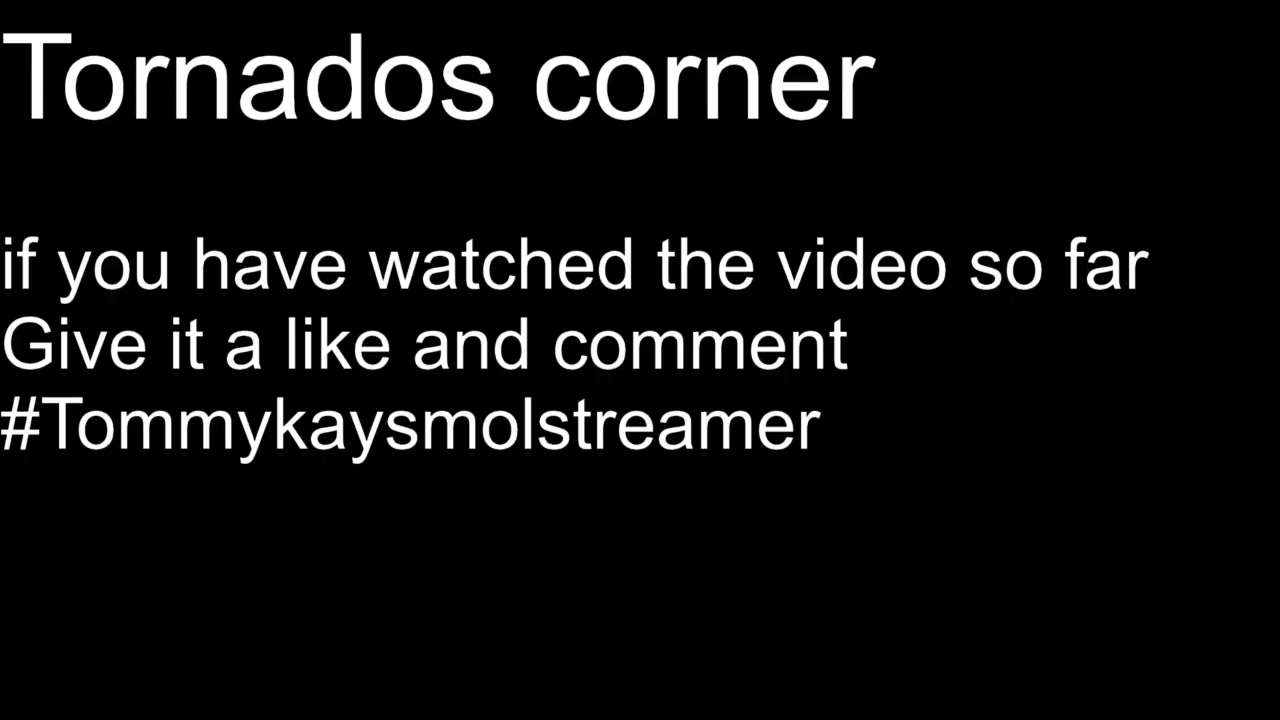 Tornados corner
if you have watched the video so far
Give it a like and comment
#Tommykaysmolstreamer